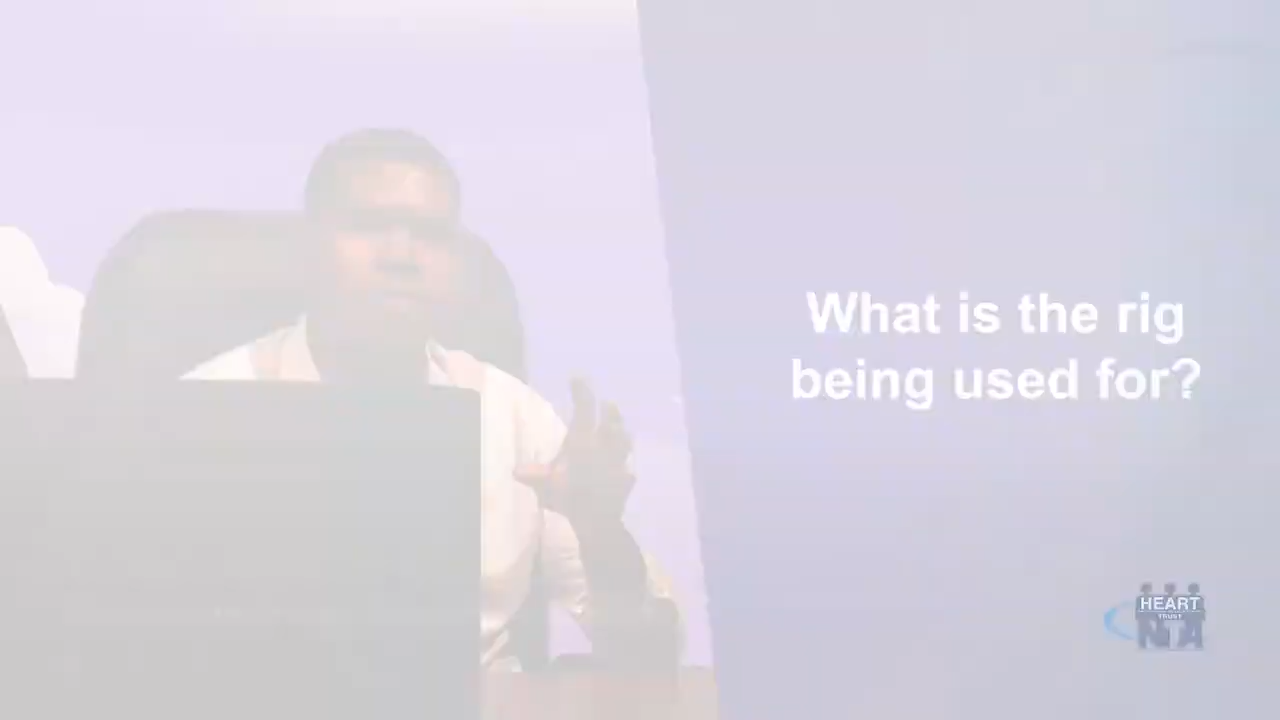 What is the rig
being used for?
HEART
TRUST
NTA